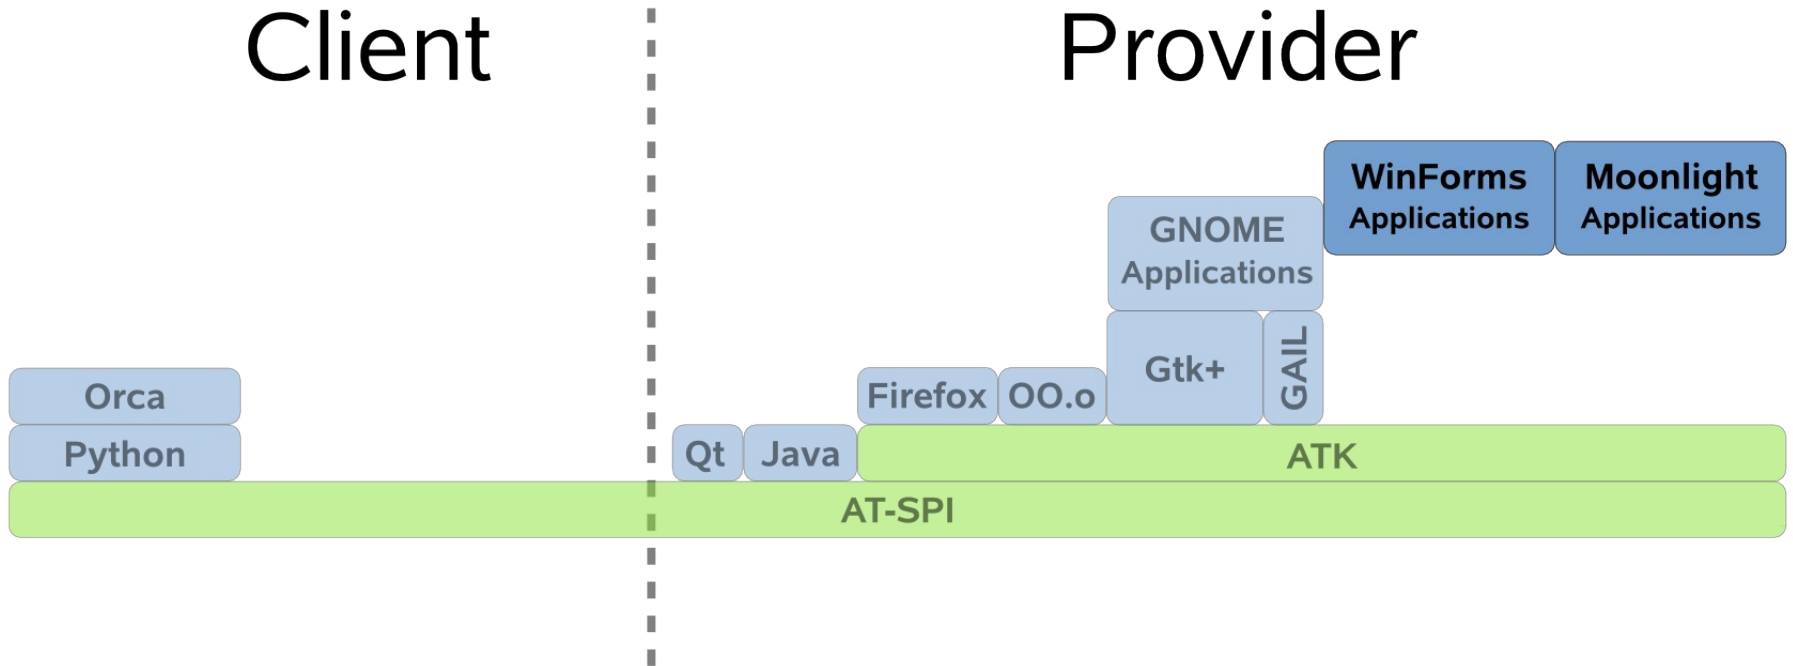 Client
Provider
WinForms
Applications
Moonlight
Applications
GNOME
Applications
Gtk+
GAIL
Orca
Firefox
OO.o
Python
Qt
Java
ATK
AT-SPI